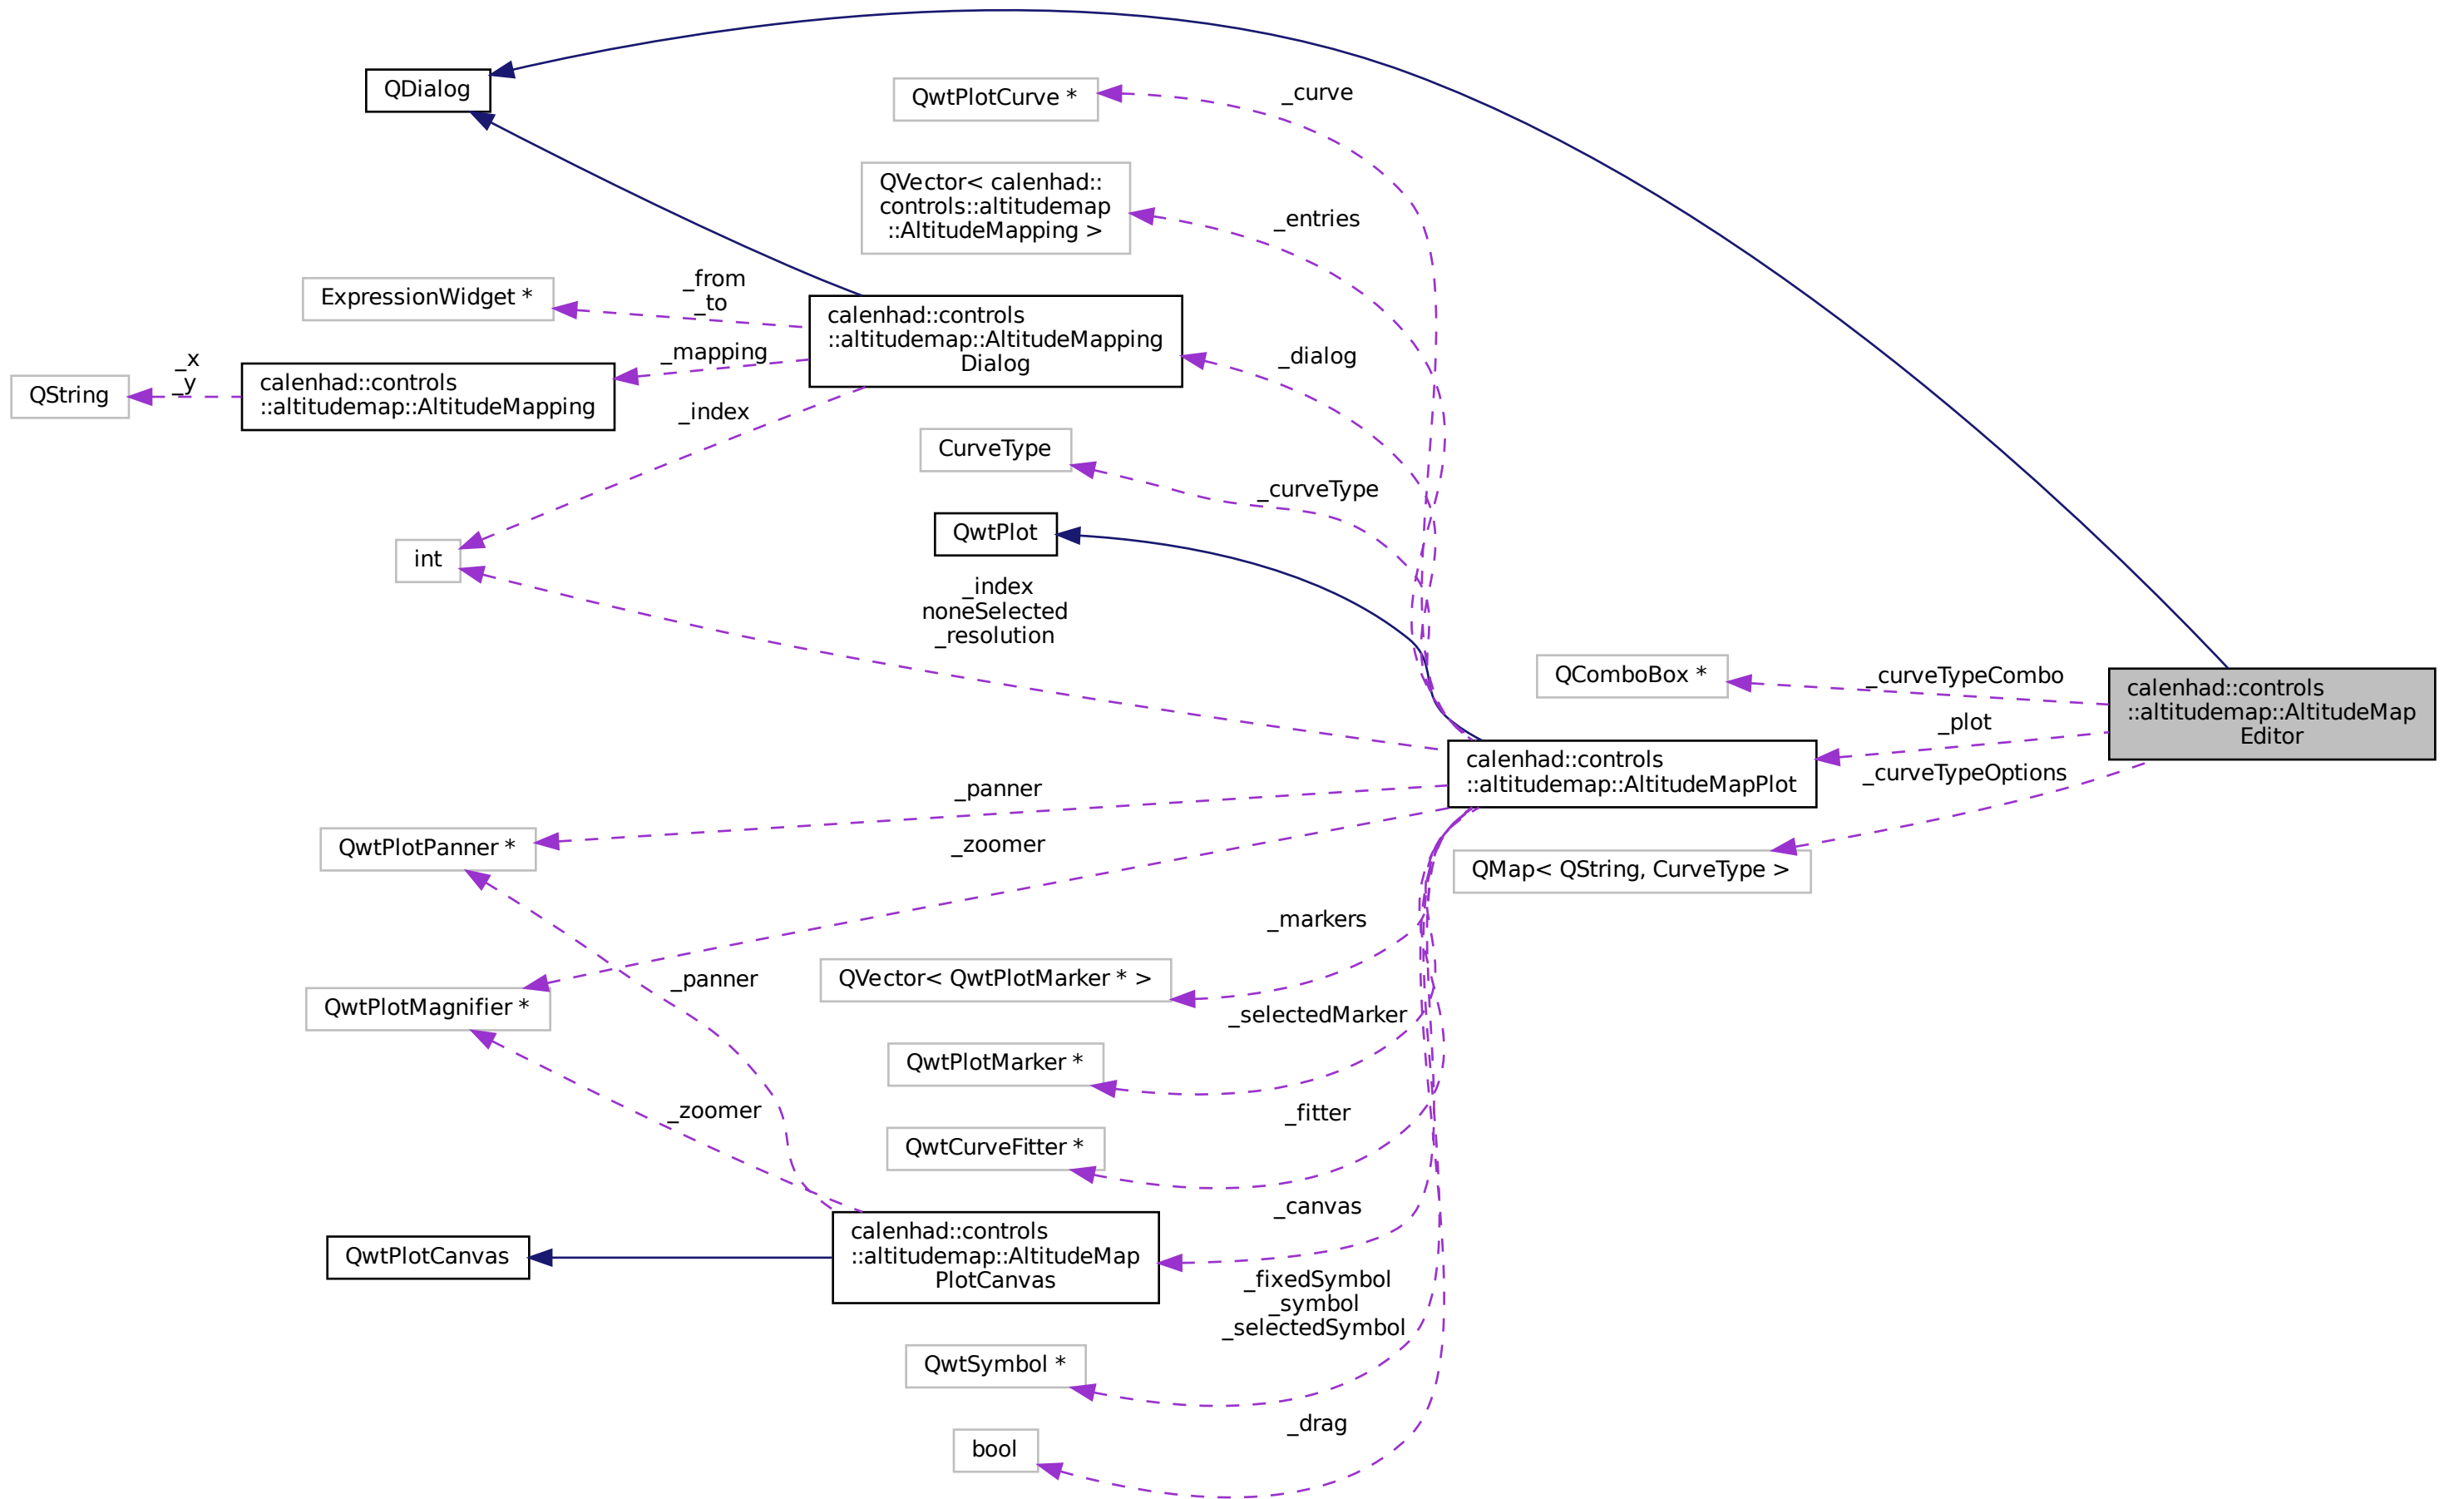 QDialog
QwtPlotCurve *
_curve
QVector< calenhad::
controls::altitudemap
::AltitudeMapping >
_entries
ExpressionWidget *
_from
_to
calenhad::controls
::altitudemap::AltitudeMapping
Dialog
_dialog
QString
_x
_y
calenhad::controls
::altitudemap::AltitudeMapping
_mapping
_index
CurveType
_curveType
QwtPlot
int
_index
noneSelected
_resolution
QComboBox *
_curveTypeCombo
calenhad::controls
::altitudemap::AltitudeMap
Editor
_plot
calenhad::controls
::altitudemap::AltitudeMapPlot
_curveTypeOptions
QMap< QString, CurveType >
_panner
QwtPlotPanner *
_zoomer
_markers
QVector< QwtPlotMarker * >
_panner
QwtPlotMagnifier *
_selectedMarker
QwtPlotMarker *
_zoomer
_fitter
QwtCurveFitter *
_canvas
QwtPlotCanvas
calenhad::controls
::altitudemap::AltitudeMap
PlotCanvas
_fixedSymbol
_symbol
_selectedSymbol
QwtSymbol *
_drag
bool